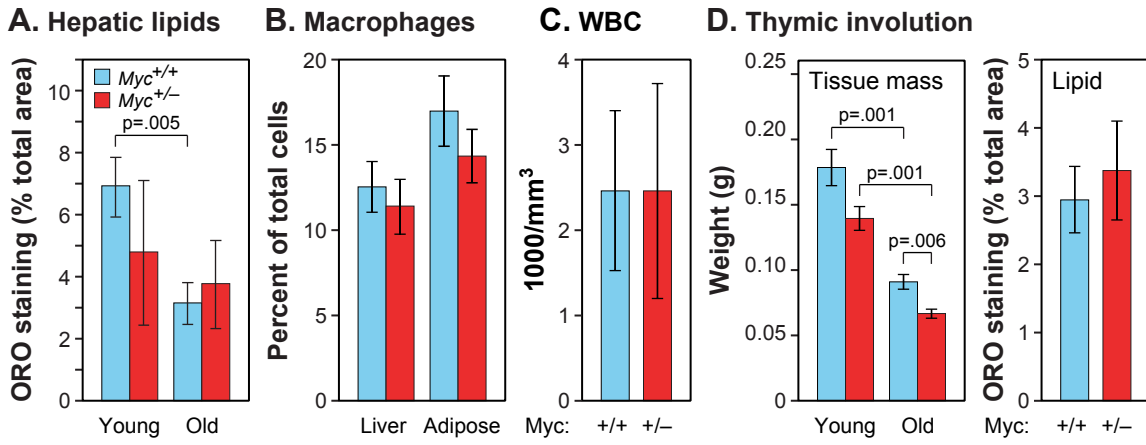 A. Hepatic lipids
ORO staining (% total area)
10
8
6
4
2
0
Myc+/+
Myc+/–
p=.005
Young Old
B. Macrophages
Percent of total cells
20
15
10
5
0
Liver Adipose
C. WBC
1000/mm3
4
3
2
1
0
Myc: +/+ +/–
D. Thymic involution
Weight (g)
0.25
0.20
0.15
0.10
0.05
0
Tissue mass
p=.001
p=.001
p=.006
Young Old
ORO staining (% total area)
5
4
3
2
1
0
Lipid
Myc: +/+ +/–